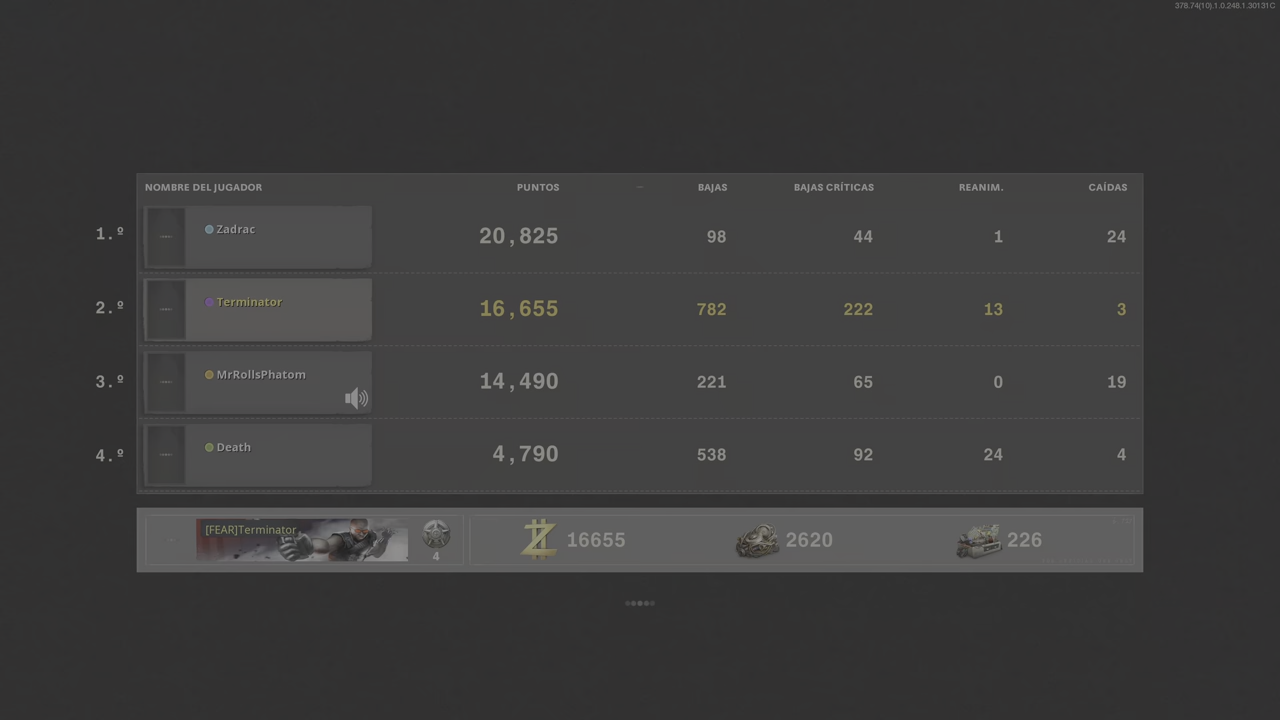 378.74(10).1.0.248.1.30131C
NOMBRE DEL JUGADOR PUNTOS — BAJAS BAJAS CRÍTICAS REANIM. CAÍDAS
1.º Zadrac 20,825 98 44 1 24
2.º Terminator 16,655 782 222 13 3
3.º MrRollsPhatom 14,490 221 65 0 19
4.º Death 4,790 538 92 24 4
[FEAR]Terminator 4 16655 2620 226